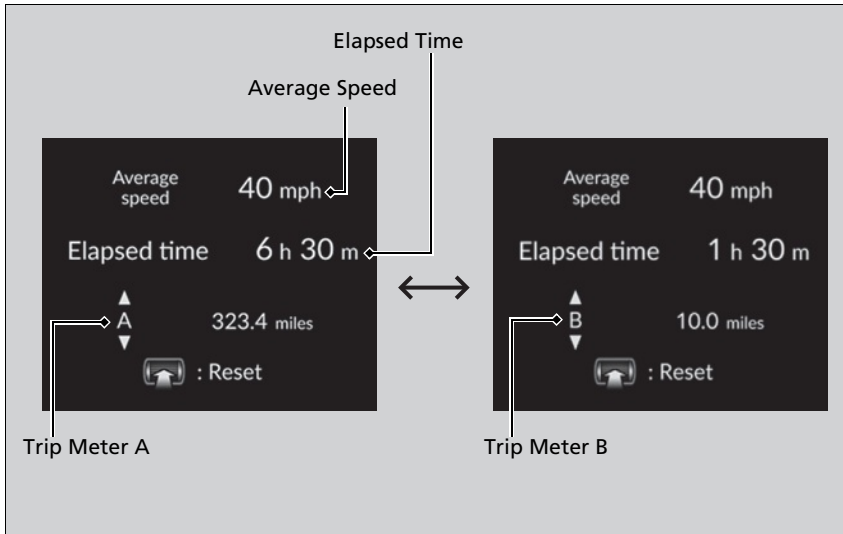 Elapsed Time
Average Speed
Average
speed
40 mph
Elapsed time 6 h 30 m
A 323.4 miles
: Reset
Trip Meter A
Average
speed
40 mph
Elapsed time 1 h 30 m
B 10.0 miles
: Reset
Trip Meter B